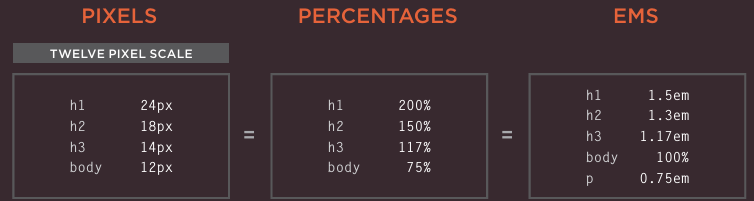 PIXELS
PERCENTAGES
EMS
TWELVE PIXEL SCALE
h1 24px
h2 18px
h3 14px
body 12px
=
h1 200%
h2 150%
h3 117%
body 75%
=
h1 1.5em
h2 1.3em
h3 1.17em
body 100%
p 0.75em